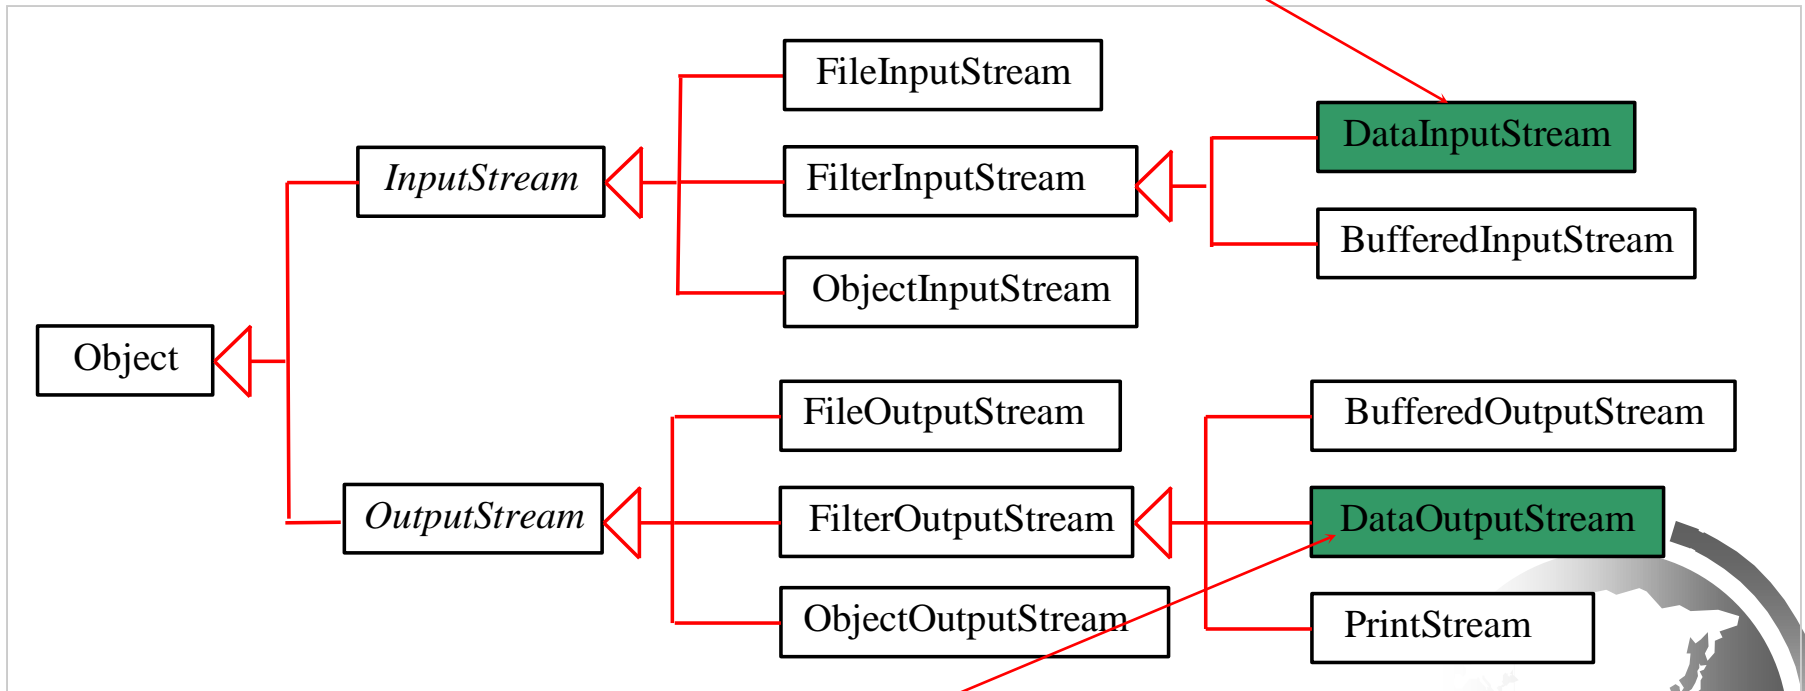 FileInputStream
DataInputStream
InputStream
FilterInputStream
BufferedInputStream
ObjectInputStream
Object
FileOutputStream
BufferedOutputStream
OutputStream
FilterOutputStream
DataOutputStream
ObjectOutputStream
PrintStream